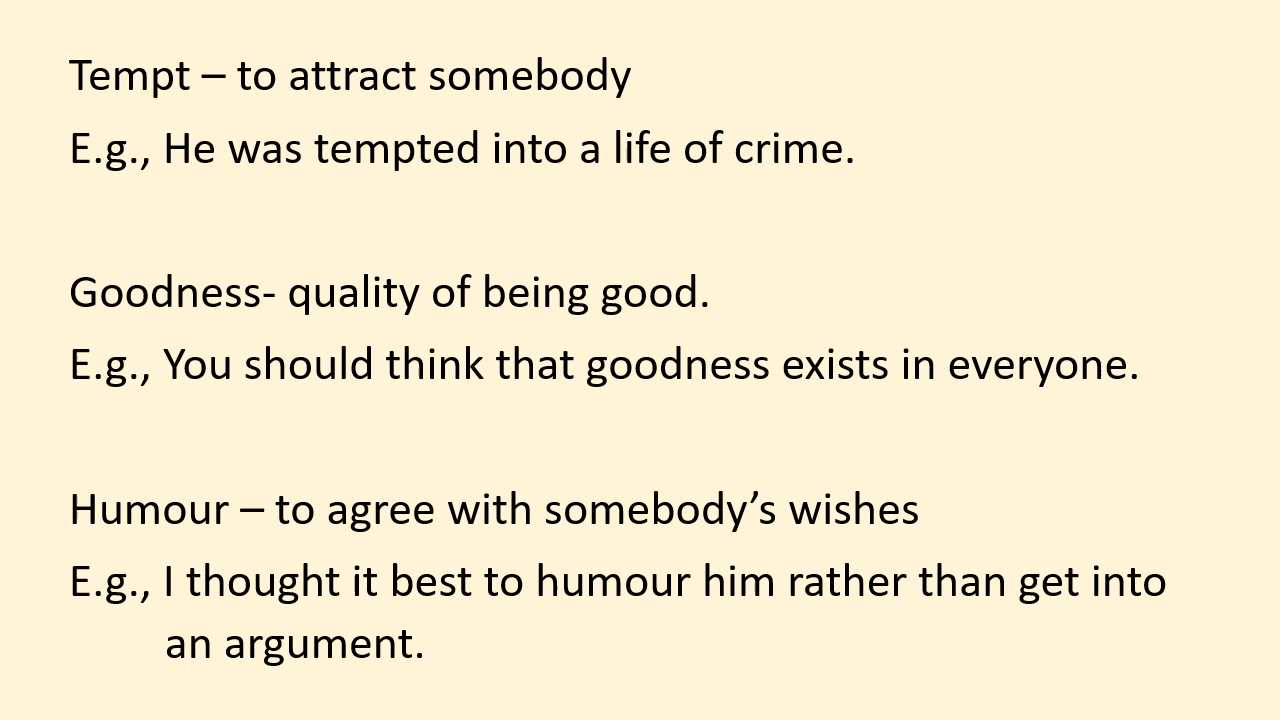 Tempt – to attract somebody
E.g., He was tempted into a life of crime.
Goodness- quality of being good.
E.g., You should think that goodness exists in everyone.
Humour – to agree with somebody’s wishes
E.g., I thought it best to humour him rather than get into
an argument.